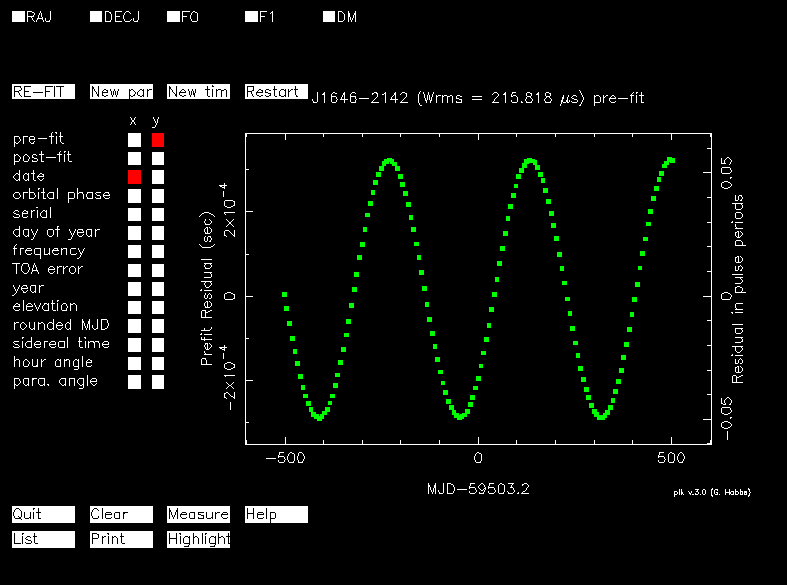 RAJ DECJ F0 F1 DM
RE-FIT New par New tim Restart
J1646-2142 (Wrms = 215.818 μs) pre-fit
x y
pre-fit
post-fit
date
orbital phase
serial
day of year
frequency
TOA error
year
elevation
rounded MJD
sidereal time
hour angle
para. angle
Prefit Residual (sec)
-2×10⁻⁴ 0 2×10⁻⁴
Residual in pulse periods
-0.05 0 0.05
-500 0 500
MJD-59503.2
plk v.3.0 (G. Hobbs)
Quit Clear Measure Help
List Print Highlight